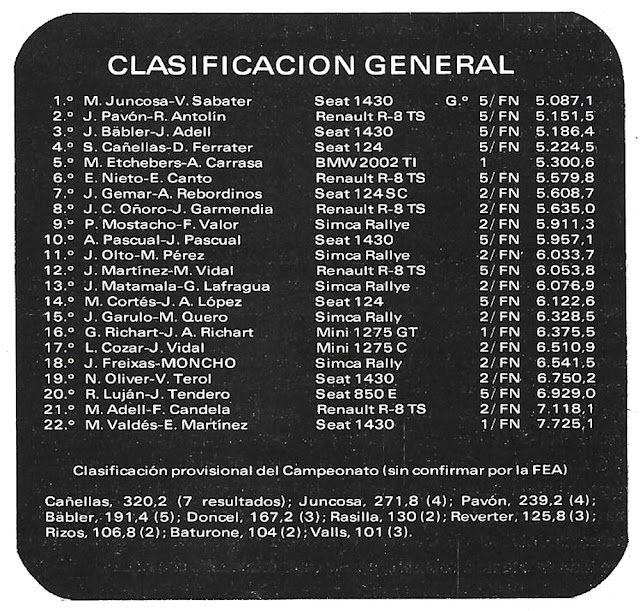 CLASIFICACION GENERAL
1.º M. Juncosa-V. Sabater Seat 1430 G.º 5/FN 5.087,1
2.º J. Pavón-R. Antolín Renault R-8 TS 5/FN 5.151,5
3.º J. Bäbler-J. Adell Seat 1430 5/FN 5.186,4
4.º S. Cañellas-D. Ferrater Seat 124 5/FN 5.224,5
5.º M. Etchebers-A. Carrasa BMW 2002 TI 1 5.300,6
6.º E. Nieto-E. Canto Renault R-8 TS 5/FN 5.579,8
7.º J. Gemar-A. Rebordinos Seat 124 SC 2/FN 5.608,7
8.º J. C. Oñoro-J. Garmendia Renault R-8 TS 2/FN 5.635,0
9.º P. Mostacho-F. Valor Simca Rallye 2/FN 5.911,3
10.º A. Pascual-J. Pascual Seat 1430 5/FN 5.957,1
11.º J. Olto-M. Pérez Simca Rallye 2/FN 6.033,7
12.º J. Martínez-M. Vidal Renault R-8 TS 5/FN 6.053,8
13.º J. Matamala-G. Lafragua Simca Rallye 2/FN 6.076,9
14.º M. Cortés-J. A. López Seat 124 5/FN 6.122,6
15.º J. Garulo-M. Quero Simca Rally 2/FN 6.328,5
16.º G. Richart-J. A. Richart Mini 1275 GT 1/FN 6.375,5
17.º L. Cozar-J. Vidal Mini 1275 C 2/FN 6.510,9
18.º J. Freixas-MONCHO Simca Rally 2/FN 6.541,5
19.º N. Oliver-V. Terol Seat 1430 2/FN 6.750,2
20.º R. Luján-J. Tendero Seat 850 E 5/FN 6.929,0
21.º M. Adell-F. Candela Renault R-8 TS 2/FN 7.118,1
22.º M. Valdés-E. Martínez Seat 1430 1/FN 7.725,1
Clasificación provisional del Campeonato (sin confirmar por la FEA)
Cañellas, 320,2 (7 resultados); Juncosa, 271,8 (4); Pavón, 239,2 (4);
Bäbler, 191,4 (5); Doncel, 167,2 (3); Rasilla, 130 (2); Reverter, 125,8 (3);
Rizos, 106,8 (2); Baturone, 104 (2); Valls, 101 (3).